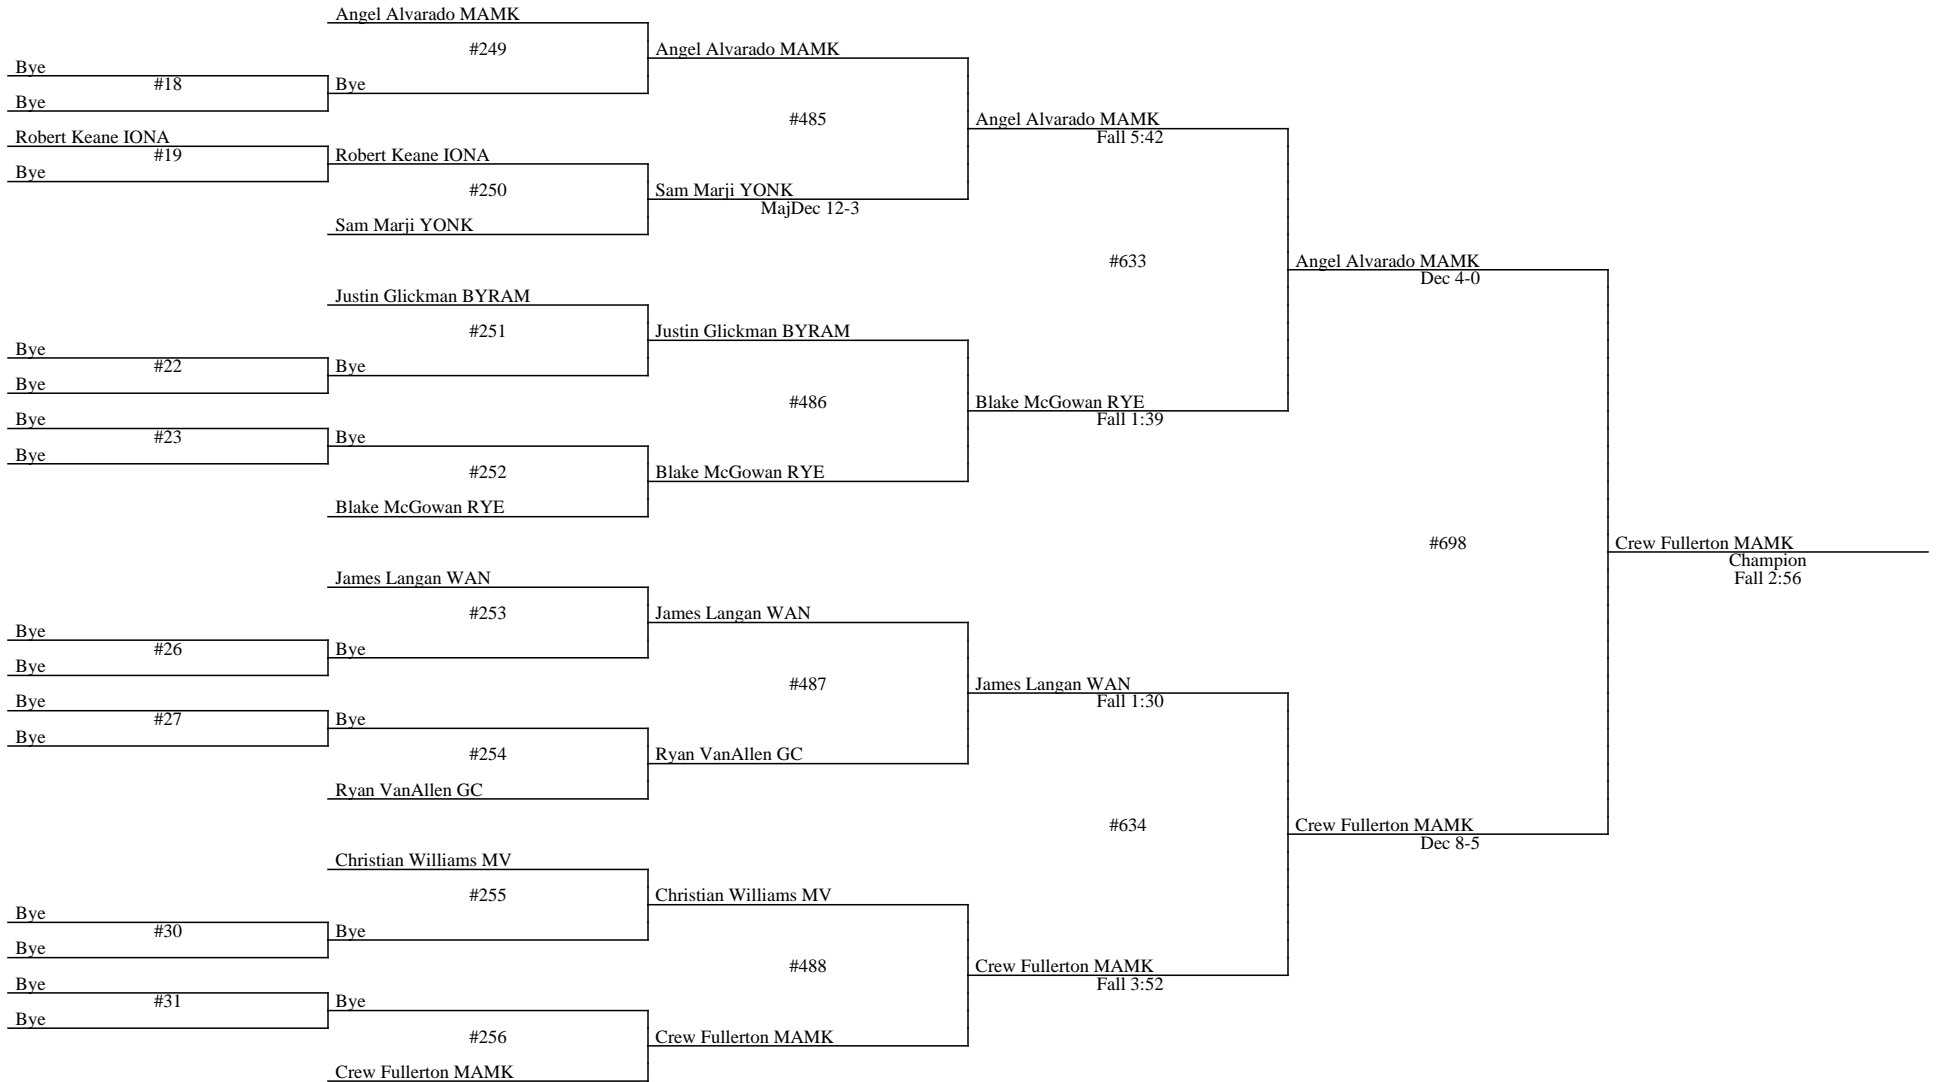 Angel Alvarado MAMK
#249
Angel Alvarado MAMK
Bye
#18
Bye
Bye
#485
Angel Alvarado MAMK
Fall 5:42
Robert Keane IONA
#19
Robert Keane IONA
Bye
#250
Sam Marji YONK
MajDec 12-3
Sam Marji YONK
#633
Angel Alvarado MAMK
Dec 4-0
Justin Glickman BYRAM
#251
Justin Glickman BYRAM
Bye
#22
Bye
Bye
#486
Blake McGowan RYE
Fall 1:39
Bye
#23
Bye
Bye
#252
Blake McGowan RYE
Blake McGowan RYE
#698
Crew Fullerton MAMK
Champion
Fall 2:56
James Langan WAN
#253
James Langan WAN
Bye
#26
Bye
Bye
#487
James Langan WAN
Fall 1:30
Bye
#27
Bye
Bye
#254
Ryan VanAllen GC
Ryan VanAllen GC
#634
Crew Fullerton MAMK
Dec 8-5
Christian Williams MV
#255
Christian Williams MV
Bye
#30
Bye
Bye
#488
Crew Fullerton MAMK
Fall 3:52
Bye
#31
Bye
Bye
#256
Crew Fullerton MAMK
Crew Fullerton MAMK